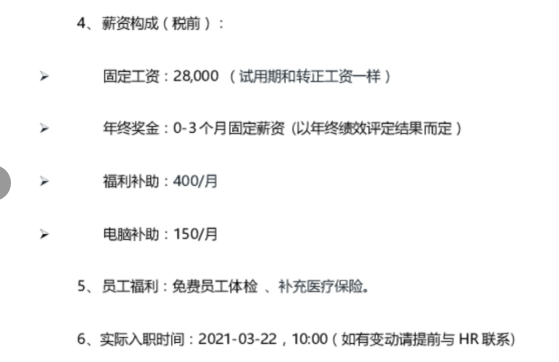 4、薪资构成（税前）：
➢ 固定工资：28,000 （试用期和转正工资一样）
➢ 年终奖金：0-3 个月固定薪资（以年终绩效评定结果而定）
➢ 福利补助：400/月
➢ 电脑补助：150/月
5、员工福利：免费员工体检 、补充医疗保险。
6、实际入职时间：2021-03-22，10:00（如有变动请提前与 HR 联系）